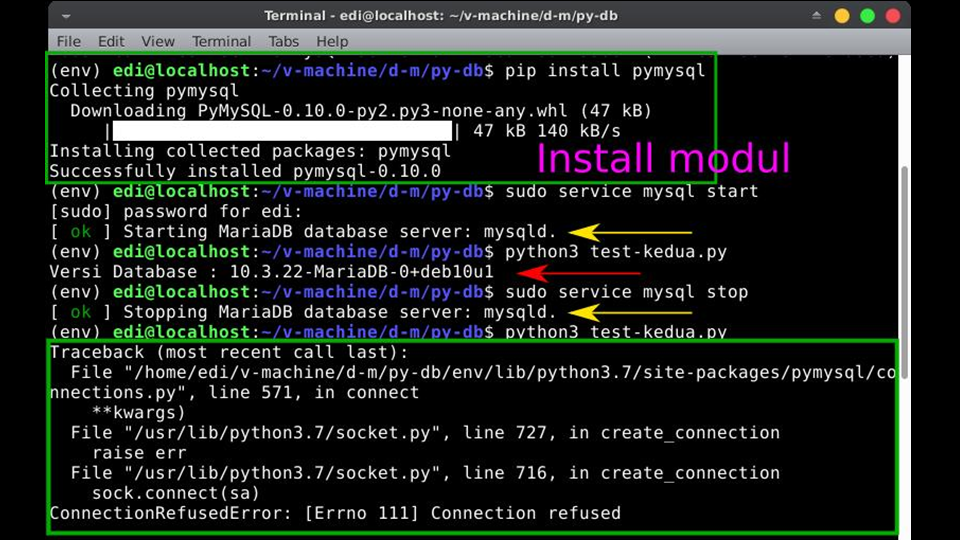 Terminal - edi@localhost: ~/v-machine/d-m/py-db
File Edit View Terminal Tabs Help
(env) edi@localhost:~/v-machine/d-m/py-db$ pip install pymysql
Collecting pymysql
Downloading PyMySQL-0.10.0-py2.py3-none-any.whl (47 kB)
| | 47 kB 140 kB/s
Installing collected packages: pymysql
Install modul
Successfully installed pymysql-0.10.0
(env) edi@localhost:~/v-machine/d-m/py-db$ sudo service mysql start
[sudo] password for edi:
[ ok ] Starting MariaDB database server: mysqld.
(env) edi@localhost:~/v-machine/d-m/py-db$ python3 test-kedua.py
Versi Database : 10.3.22-MariaDB-0+deb10u1
(env) edi@localhost:~/v-machine/d-m/py-db$ sudo service mysql stop
[ ok ] Stopping MariaDB database server: mysqld.
(env) edi@localhost:~/v-machine/d-m/py-db$ python3 test-kedua.py
Traceback (most recent call last):
File "/home/edi/v-machine/d-m/py-db/env/lib/python3.7/site-packages/pymysql/co
nnections.py", line 571, in connect
**kwargs)
File "/usr/lib/python3.7/socket.py", line 727, in create_connection
raise err
File "/usr/lib/python3.7/socket.py", line 716, in create_connection
sock.connect(sa)
ConnectionRefusedError: [Errno 111] Connection refused